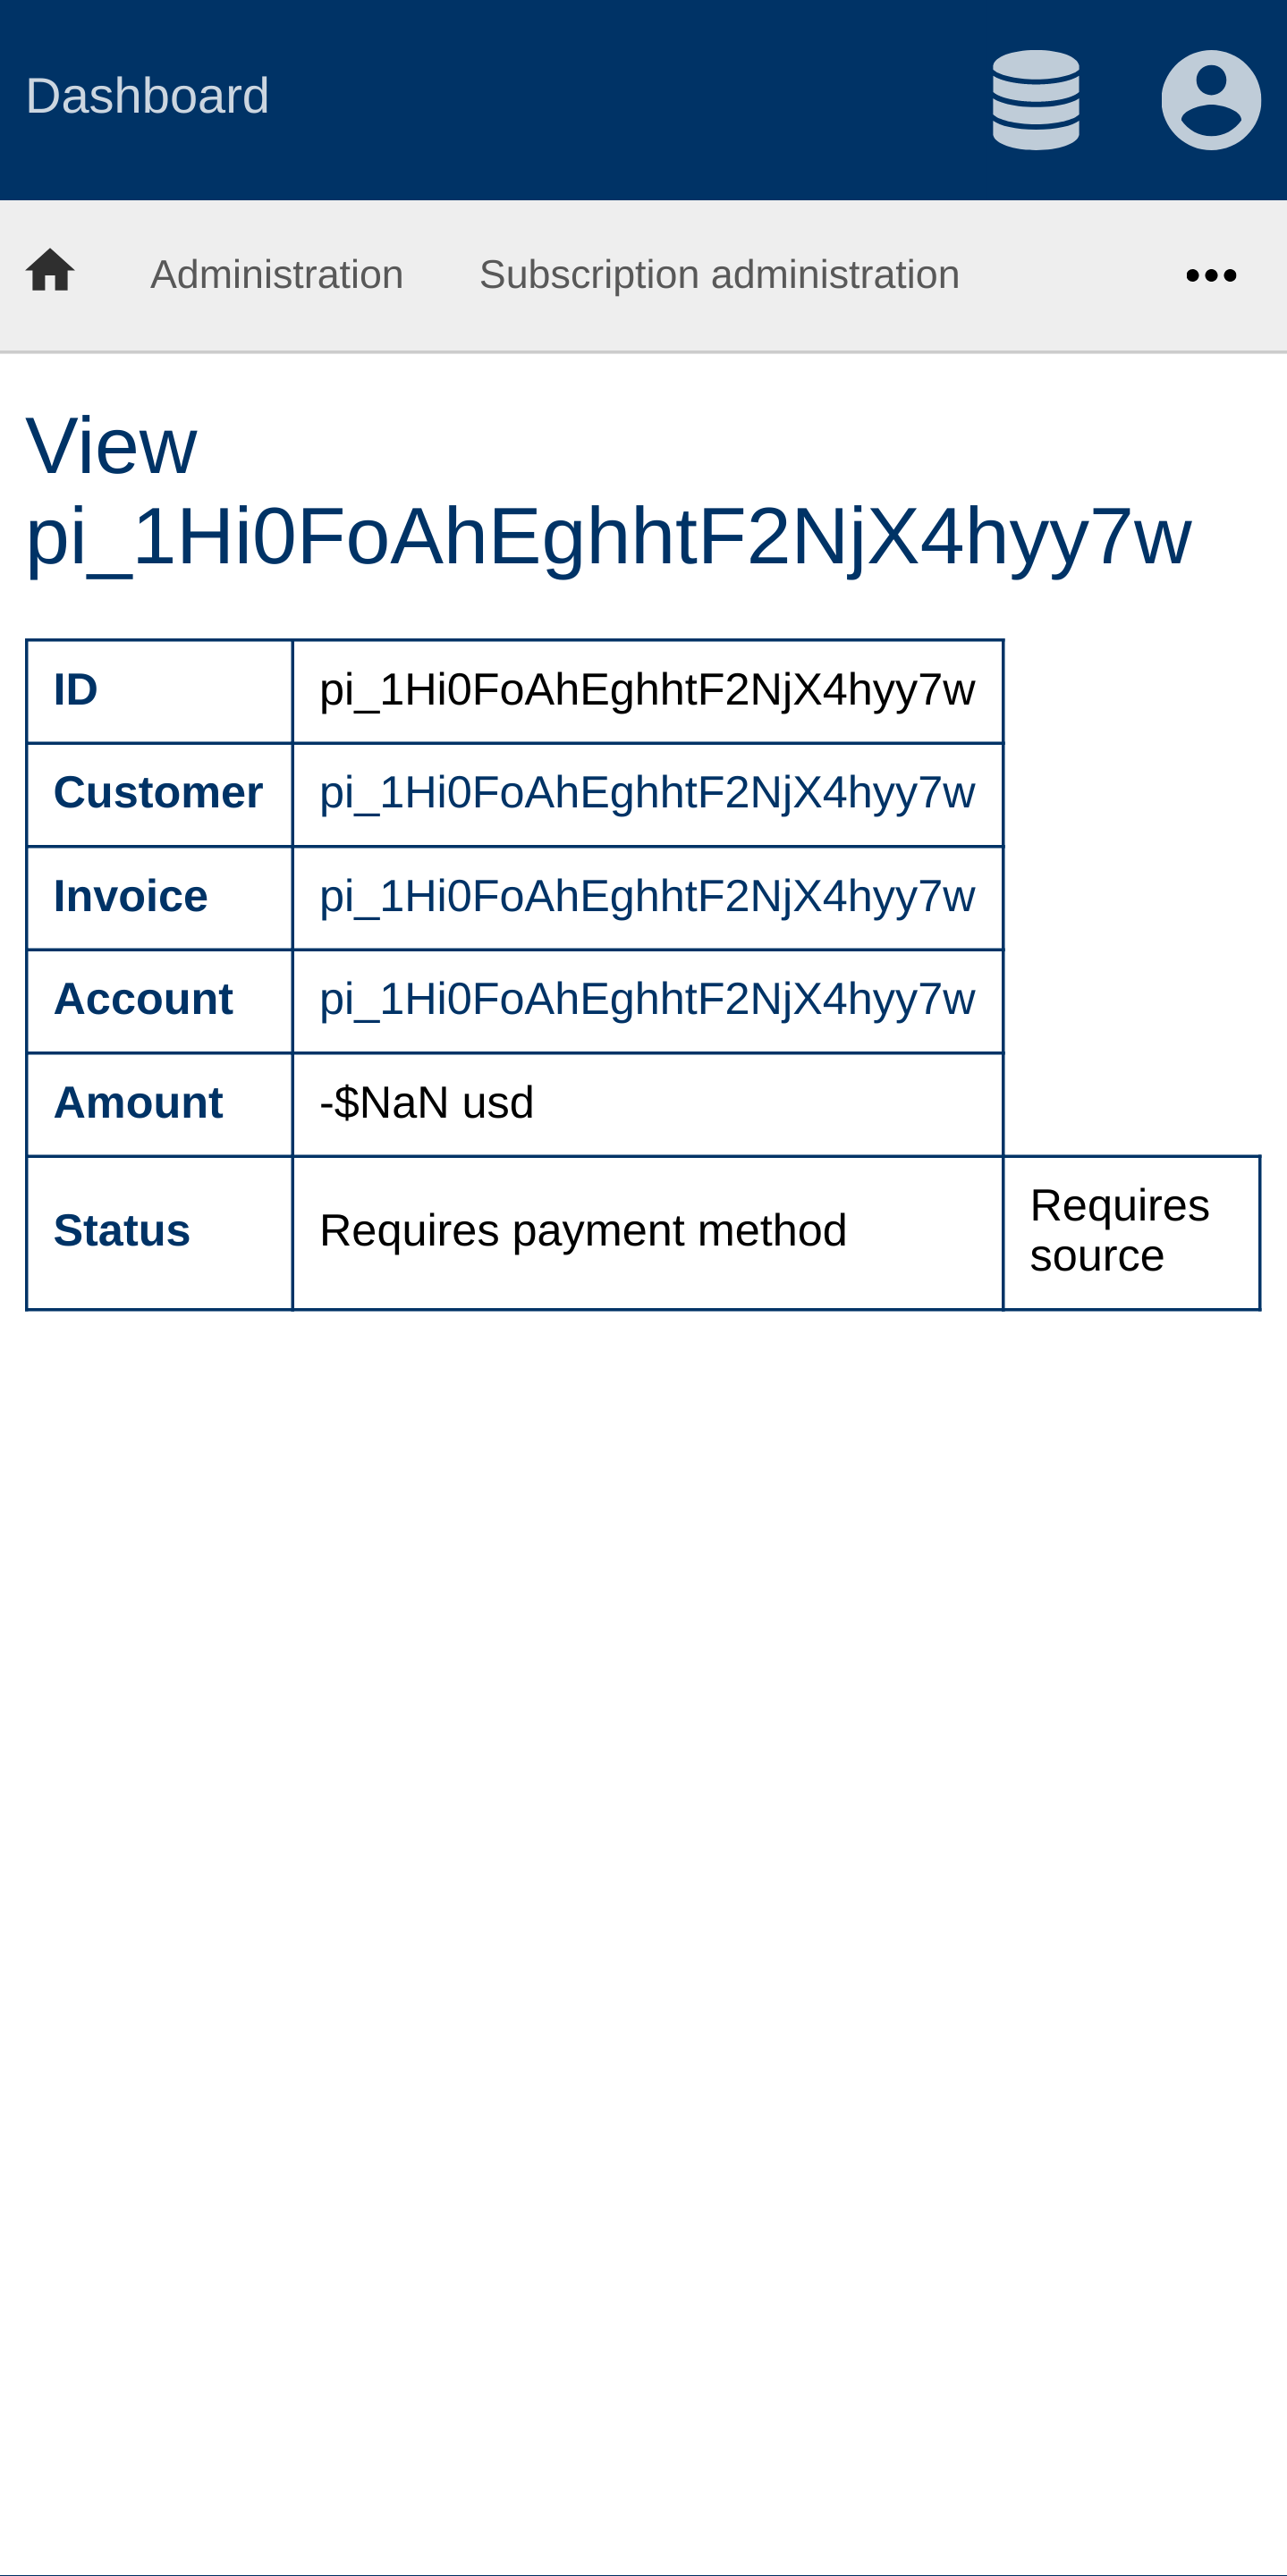 Dashboard
Administration Subscription administration
View
pi_1Hi0FoAhEghhtF2NjX4hyy7w
ID pi_1Hi0FoAhEghhtF2NjX4hyy7w
Customer pi_1Hi0FoAhEghhtF2NjX4hyy7w
Invoice pi_1Hi0FoAhEghhtF2NjX4hyy7w
Account pi_1Hi0FoAhEghhtF2NjX4hyy7w
Amount -$NaN usd
Status Requires payment method
Requires
source